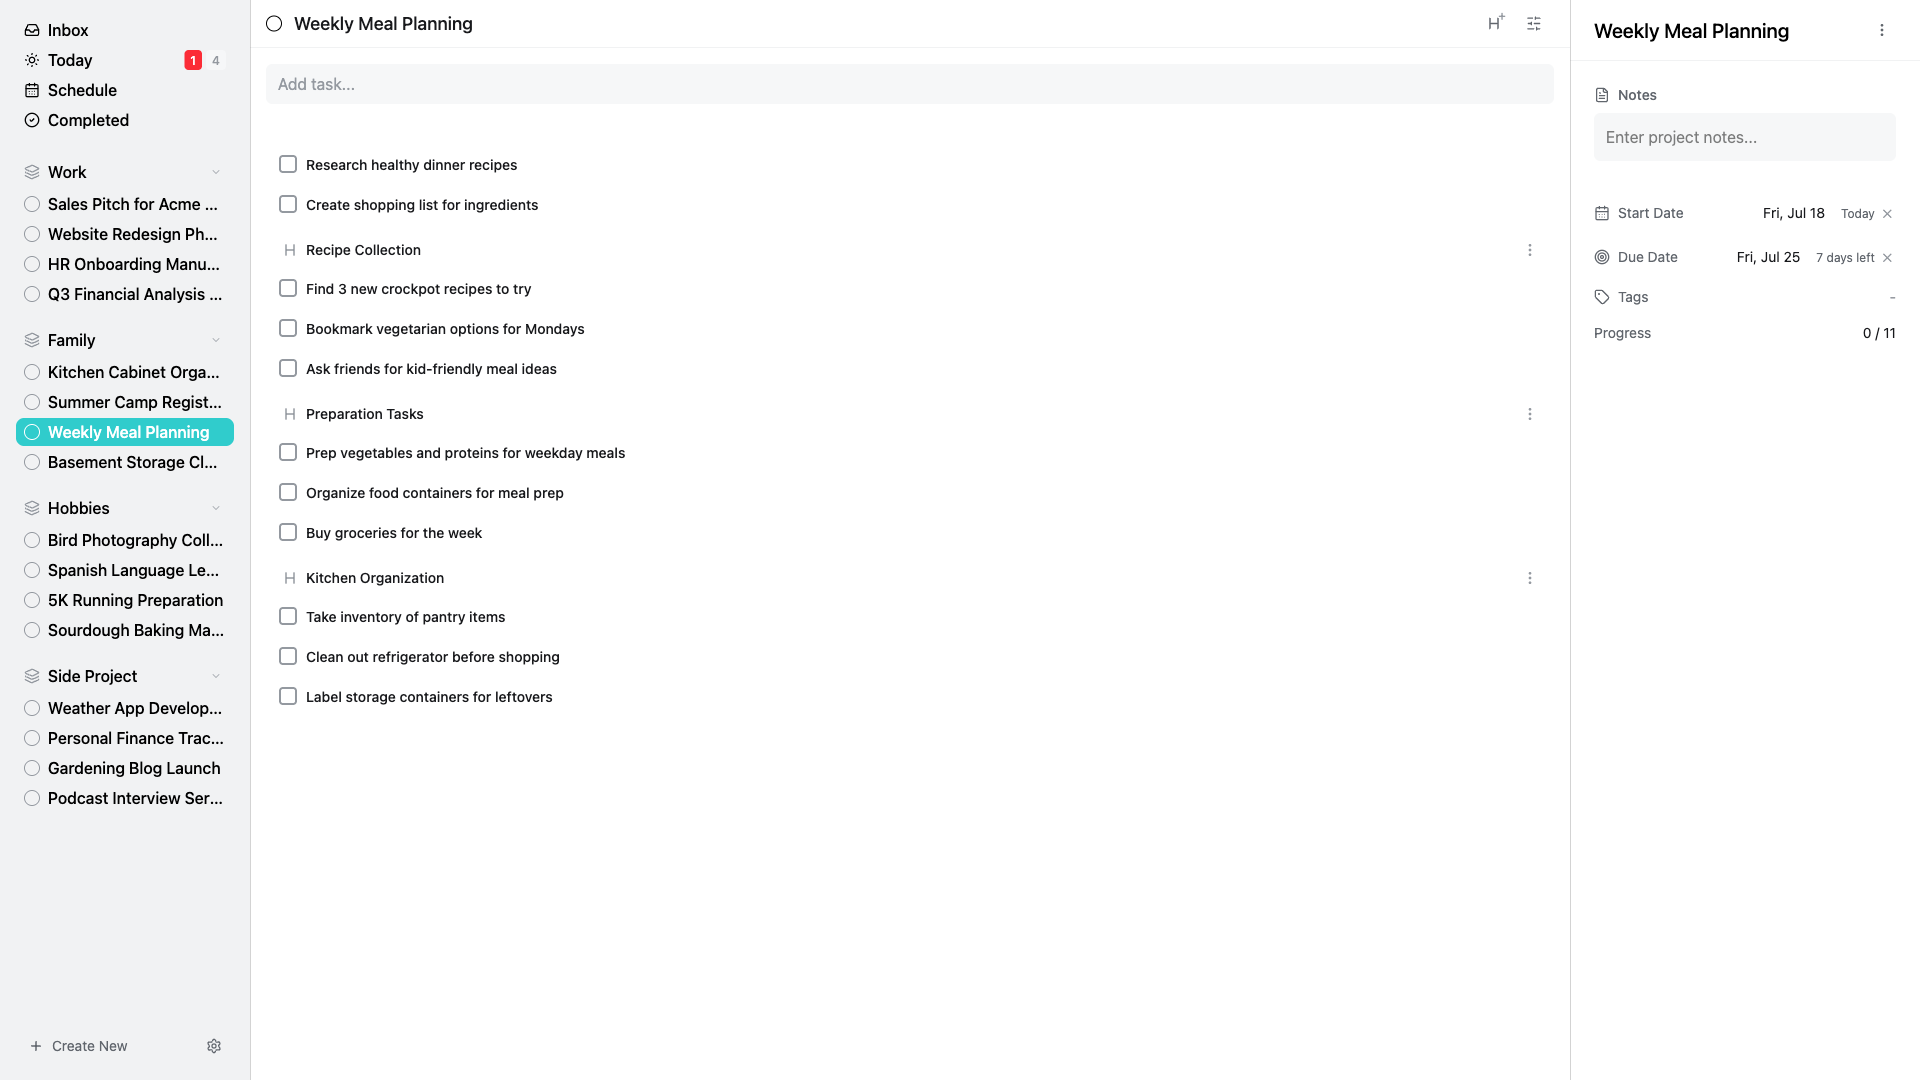 Inbox
Today
1
4
Schedule
Completed
Work
Sales Pitch for Acme ...
Website Redesign Ph...
HR Onboarding Manu...
Q3 Financial Analysis ...
Family
Kitchen Cabinet Orga...
Summer Camp Regist...
Weekly Meal Planning
Basement Storage Cl...
Hobbies
Bird Photography Coll...
Spanish Language Le...
5K Running Preparation
Sourdough Baking Ma...
Side Project
Weather App Develop...
Personal Finance Trac...
Gardening Blog Launch
Podcast Interview Ser...
Create New
Weekly Meal Planning
H+
Add task...
Research healthy dinner recipes
Create shopping list for ingredients
H Recipe Collection
Find 3 new crockpot recipes to try
Bookmark vegetarian options for Mondays
Ask friends for kid-friendly meal ideas
H Preparation Tasks
Prep vegetables and proteins for weekday meals
Organize food containers for meal prep
Buy groceries for the week
H Kitchen Organization
Take inventory of pantry items
Clean out refrigerator before shopping
Label storage containers for leftovers
Weekly Meal Planning
Notes
Enter project notes...
Start Date Fri, Jul 18 Today
Due Date Fri, Jul 25 7 days left
Tags -
Progress 0 / 11